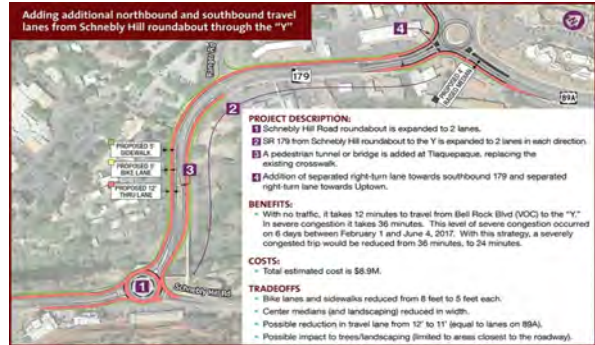 Adding additional northbound and southbound travel
lanes from Schnebly Hill roundabout through the “Y”
4
Ranger Rd
179
PROPOSED 4'
RAISED MEDIAN
89A
2
PROPOSED 5'
SIDEWALK
PROPOSED 5'
BIKE LANE
PROPOSED 12'
THRU LANE
3
1
Schnebly Hill Rd
PROJECT DESCRIPTION:
1 Schnebly Hill Road roundabout is expanded to 2 lanes.
2 SR 179 from Schnebly Hill roundabout to the Y is expanded to 2 lanes in each direction.
3 A pedestrian tunnel or bridge is added at Tlaquepaque, replacing the
existing crosswalk.
4 Addition of separated right-turn lane towards southbound 179 and separated
right-turn lane towards Uptown.
BENEFITS:
• With no traffic, it takes 12 minutes to travel from Bell Rock Blvd (VOC) to the “Y.”
In severe congestion it takes 36 minutes. This level of severe congestion occurred
on 6 days between February 1 and June 4, 2017. With this strategy, a severely
congested trip would be reduced from 36 minutes, to 24 minutes.
COSTS:
• Total estimated cost is $6.9M.
TRADEOFFS
• Bike lanes and sidewalks reduced from 8 feet to 5 feet each.
• Center medians (and landscaping) reduced in width.
• Possible reduction in travel lane from 12' to 11' (equal to lanes on 89A).
• Possible impact to trees/landscaping (limited to areas closest to the roadway).